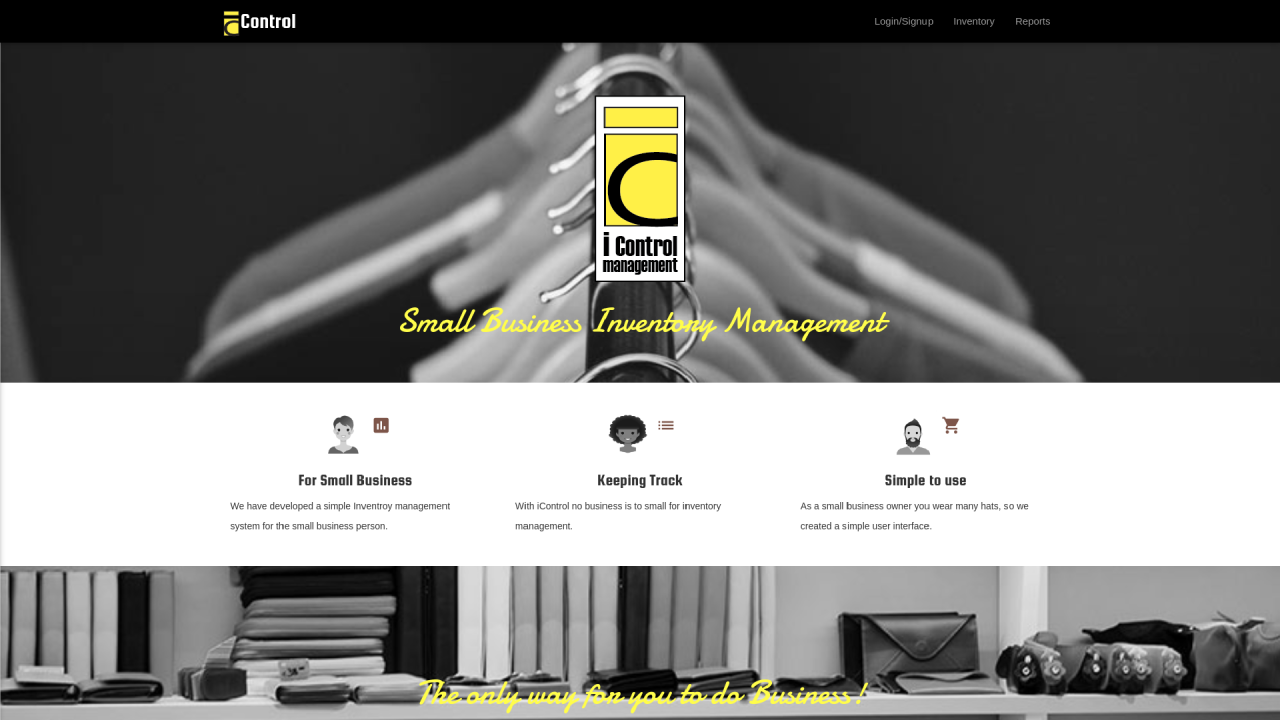 Control
Login/Signup Inventory Reports
i Control
management
Small Business Inventory Management
For Small Business
We have developed a simple Inventroy management
system for the small business person.
Keeping Track
With iControl no business is to small for inventory
management.
Simple to use
As a small business owner you wear many hats, so we
created a simple user interface.
The only way for you to do Business !